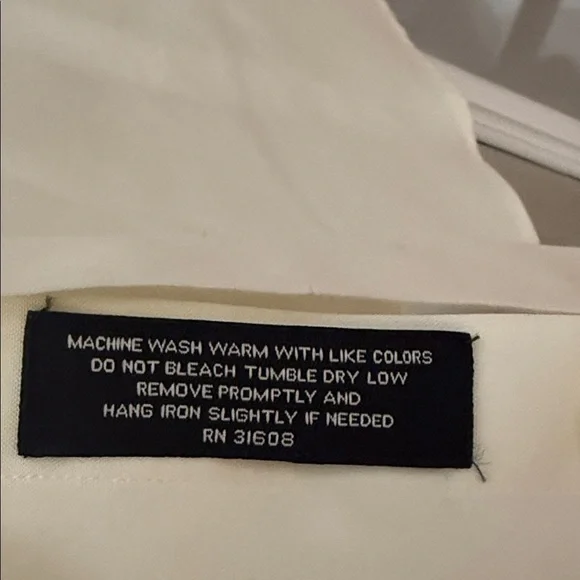 MACHINE WASH WARM WITH LIKE COLORS
DO NOT BLEACH TUMBLE DRY LOW
REMOVE PROMPTLY AND
HANG IRON SLIGHTLY IF NEEDED
RN 31608